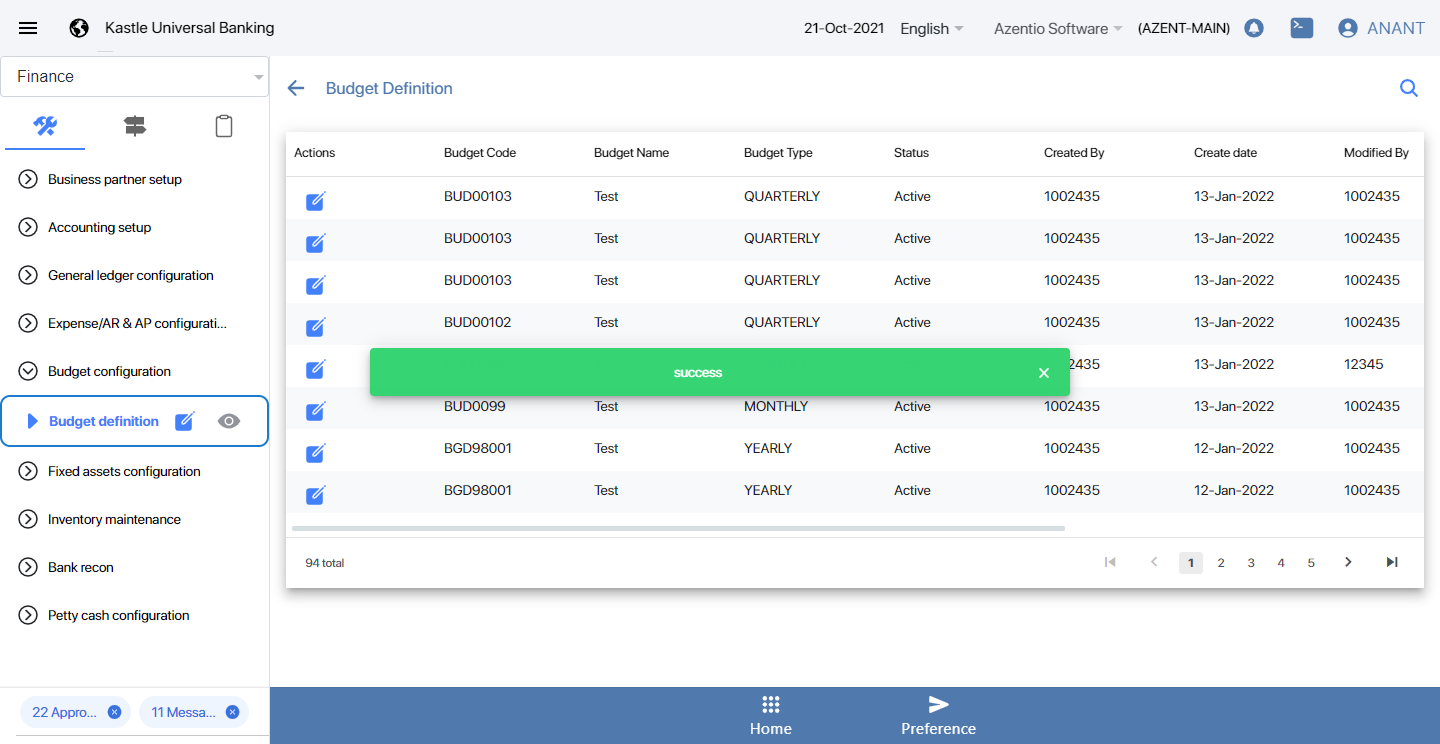 Kastle Universal Banking
21-Oct-2021 English Azentio Software (AZENT-MAIN) ANANT
Finance
Business partner setup
Accounting setup
General ledger configuration
Expense/AR & AP configurati...
Budget configuration
Budget definition
Fixed assets configuration
Inventory maintenance
Bank recon
Petty cash configuration
22 Appro... 11 Messa...
Budget Definition
Actions Budget Code Budget Name Budget Type Status Created By Create date Modified By
BUD00103 Test QUARTERLY Active 1002435 13-Jan-2022 1002435
BUD00103 Test QUARTERLY Active 1002435 13-Jan-2022 1002435
BUD00103 Test QUARTERLY Active 1002435 13-Jan-2022 1002435
BUD00102 Test QUARTERLY Active 1002435 13-Jan-2022 1002435
success
2435 13-Jan-2022 12345
BUD0099 Test MONTHLY Active 1002435 13-Jan-2022 1002435
BGD98001 Test YEARLY Active 1002435 12-Jan-2022 1002435
BGD98001 Test YEARLY Active 1002435 12-Jan-2022 1002435
94 total
1 2 3 4 5
Home Preference